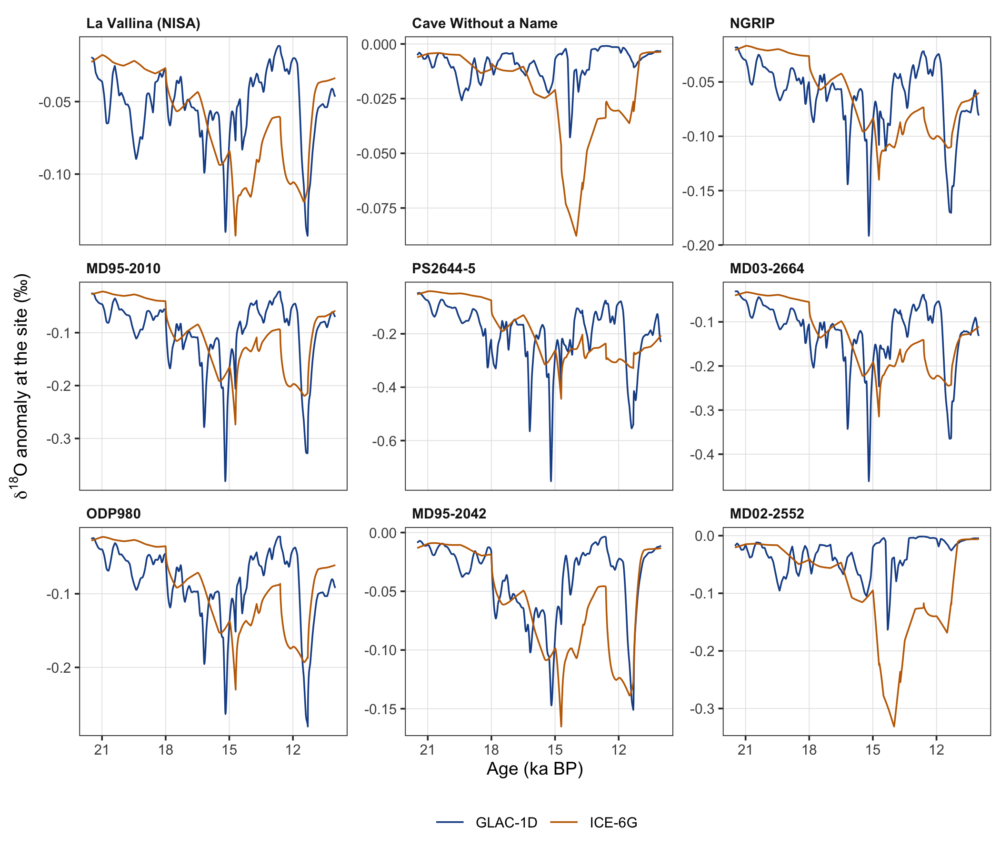 La Vallina (NISA)
Cave Without a Name
NGRIP
-0.05
-0.10
0.000
-0.025
-0.050
-0.075
-0.05
-0.10
-0.15
-0.20
MD95-2010
PS2644-5
MD03-2664
-0.1
-0.2
-0.3
-0.2
-0.4
-0.6
-0.1
-0.2
-0.3
-0.4
δ¹⁸O anomaly at the site (‰)
ODP980
MD95-2042
MD02-2552
-0.1
-0.2
0.00
-0.05
-0.10
-0.15
0.0
-0.1
-0.2
-0.3
21 18 15 12
21 18 15 12
21 18 15 12
Age (ka BP)
GLAC-1D ICE-6G